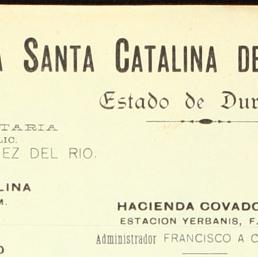 A SANTA CATALINA DE
Estado de Dur
TARIA
LIC.
EZ DEL RIO.
LINA
M.
HACIENDA COVADO
ESTACION YERBANIS, F.
Administrador FRANCISCO A C
O